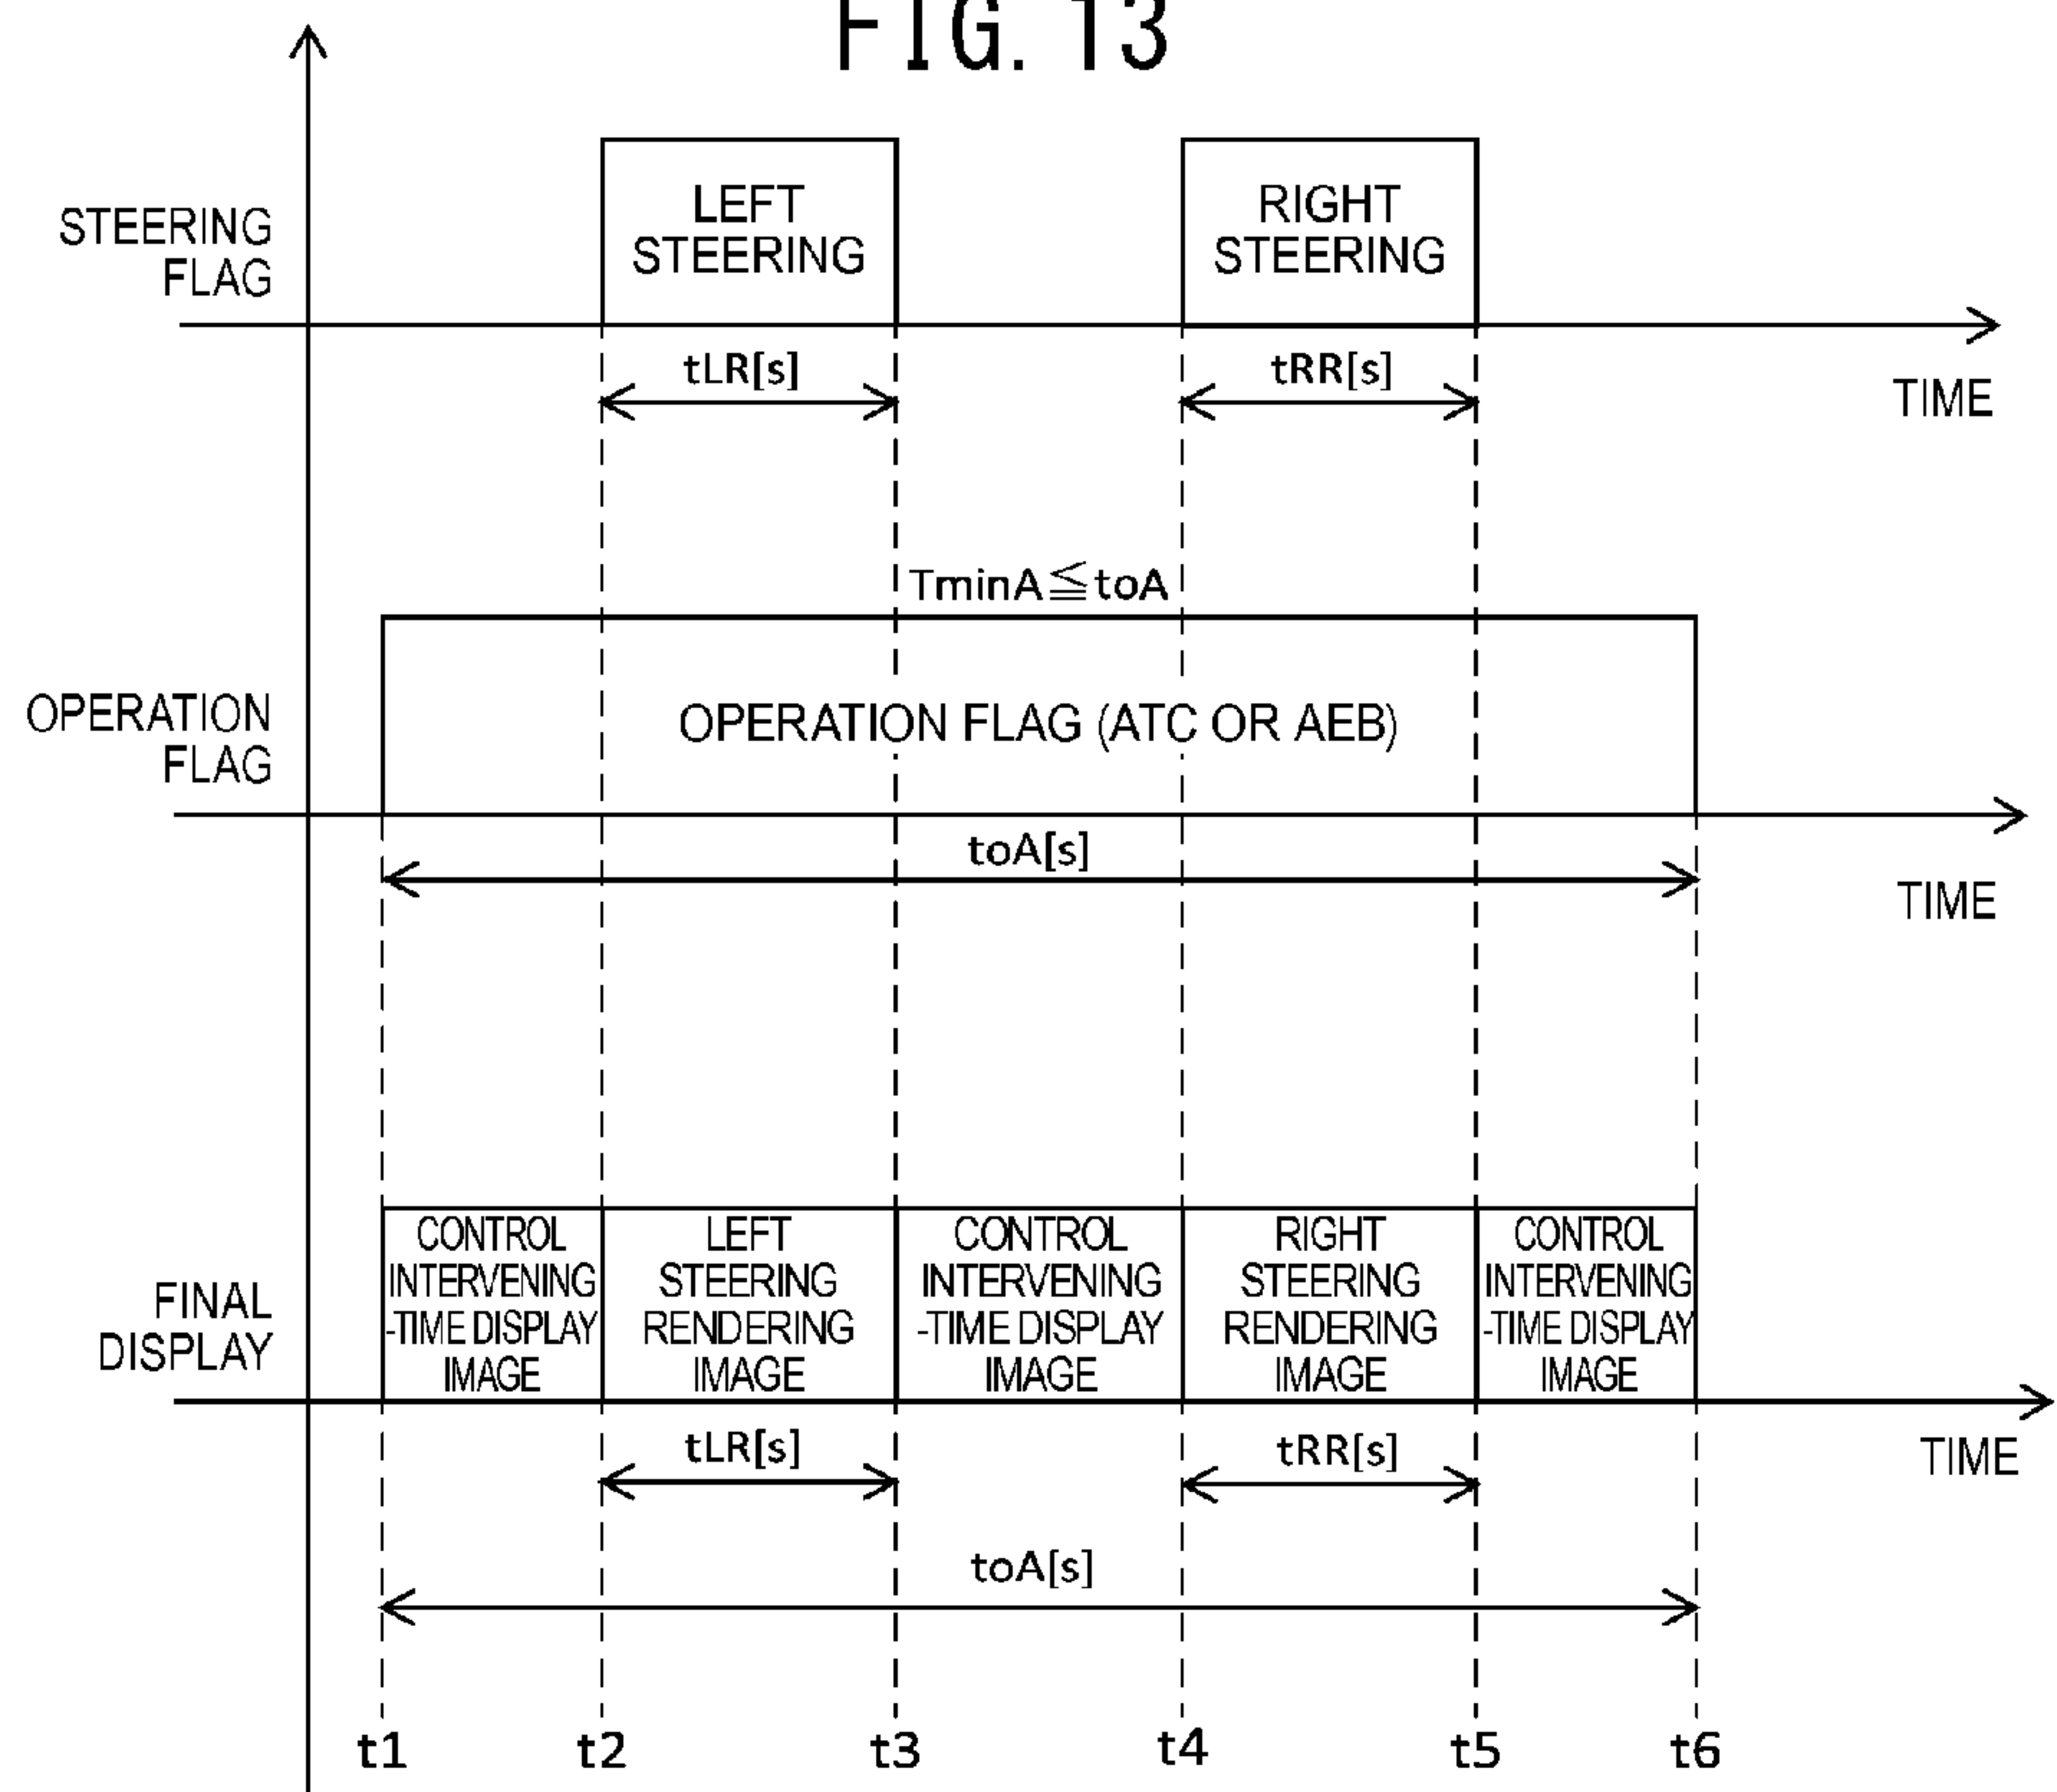 FIG. 13
STEERING
FLAG
LEFT
STEERING
RIGHT
STEERING
tLR[s]
tRR[s]
TIME
TminA≦toA
OPERATION
FLAG
OPERATION FLAG (ATC OR AEB)
toA[s]
TIME
FINAL
DISPLAY
CONTROL
INTERVENING
-TIME DISPLAY
IMAGE
LEFT
STEERING
RENDERING
IMAGE
CONTROL
INTERVENING
-TIME DISPLAY
IMAGE
RIGHT
STEERING
RENDERING
IMAGE
CONTROL
INTERVENING
-TIME DISPLAY
IMAGE
tLR[s]
tRR[s]
TIME
toA[s]
t1
t2
t3
t4
t5
t6